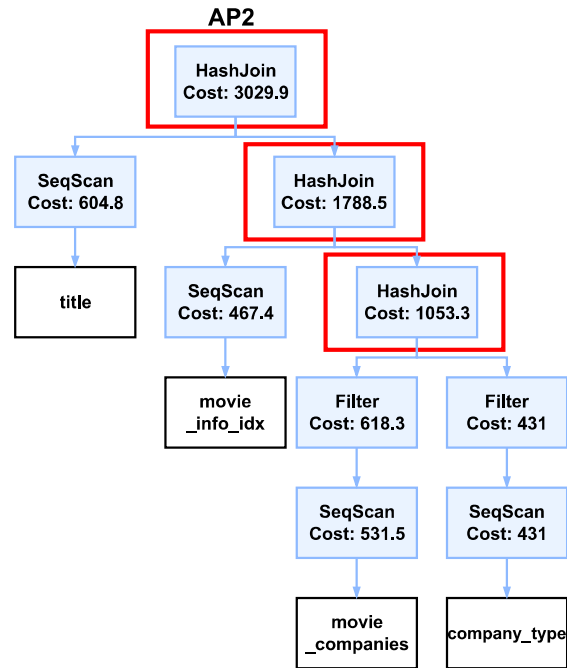 AP2
HashJoin
Cost: 3029.9
SeqScan
Cost: 604.8
HashJoin
Cost: 1788.5
title
SeqScan
Cost: 467.4
HashJoin
Cost: 1053.3
movie
_info_idx
Filter
Cost: 618.3
Filter
Cost: 431
SeqScan
Cost: 531.5
SeqScan
Cost: 431
movie
_companies
company_type